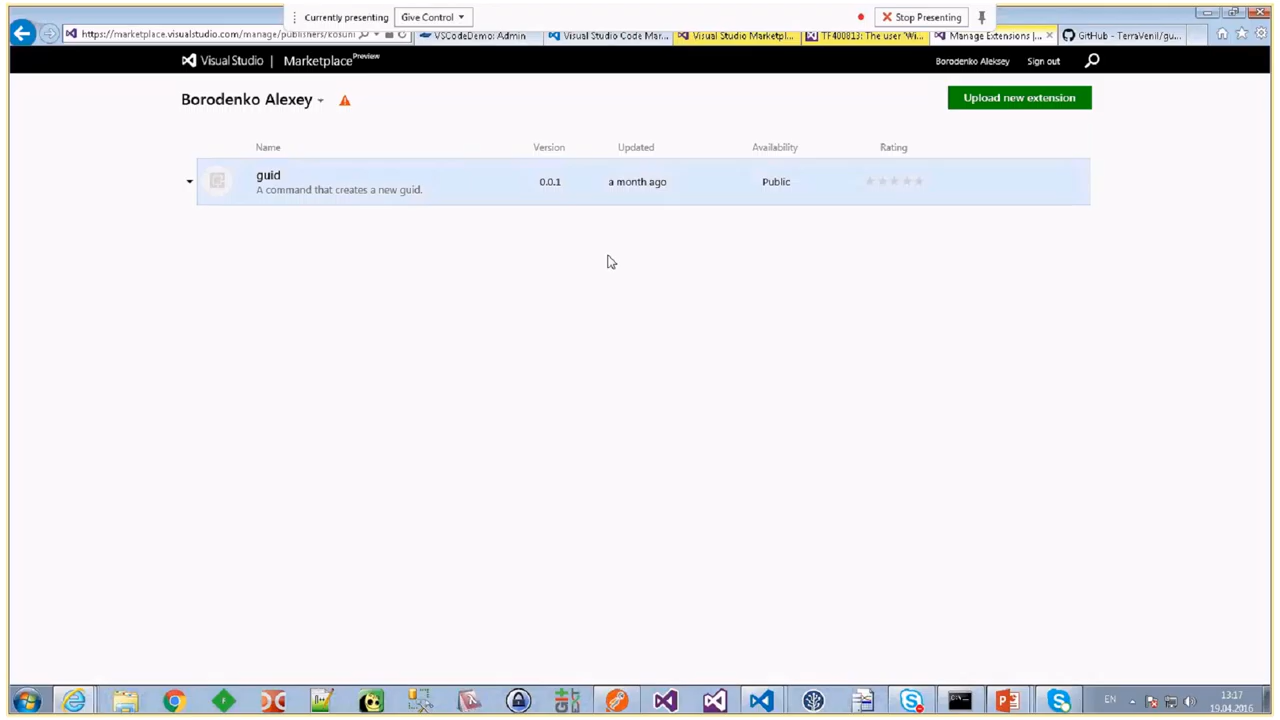 Currently presenting
Give Control
Stop Presenting
https://marketplace.visualstudio.com/manage/publishers/kosuni
VSCodeDemo: Admin
Visual Studio Code Mar...
Visual Studio Marketpl...
TF400813: The user 'Wi...
Manage Extensions |...
GitHub - TerraVenil/gu...
Visual Studio | Marketplace Preview
Borodenko Aleksey
Sign out
Borodenko Alexey
Upload new extension
Name
Version
Updated
Availability
Rating
guid
A command that creates a new guid.
0.0.1
a month ago
Public
EN
13:17
19.04.2016